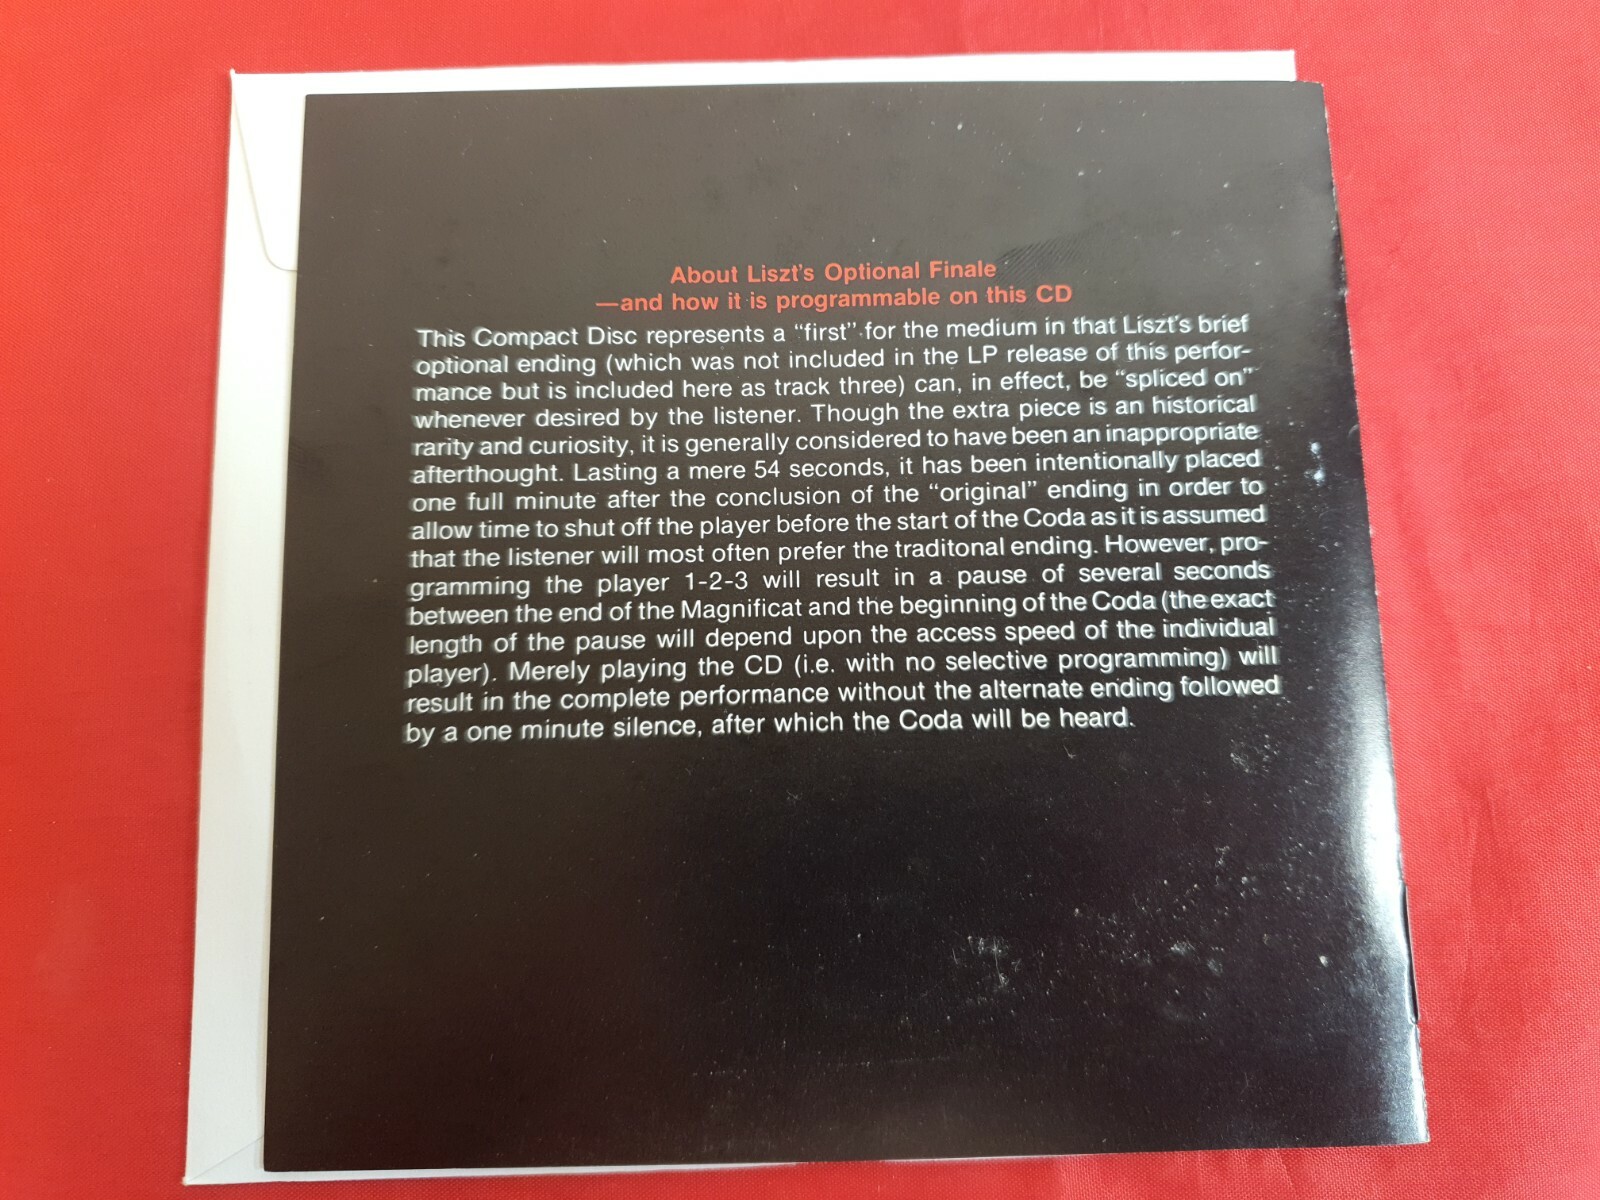 About Liszt's Optional Finale
—and how it is programmable on this CD
This Compact Disc represents a “first” for the medium in that Liszt's brief
optional ending (which was not included in the LP release of this perfor-
mance but is included here as track three) can, in effect, be “spliced on”
whenever desired by the listener. Though the extra piece is an historical
rarity and curiosity, it is generally considered to have been an inappropriate
afterthought. Lasting a mere 54 seconds, it has been intentionally placed
one full minute after the conclusion of the “original” ending in order to
allow time to shut off the player before the start of the Coda as it is assumed
that the listener will most often prefer the traditonal ending. However, pro-
gramming the player 1-2-3 will result in a pause of several seconds
between the end of the Magnificat and the beginning of the Coda (the exact
length of the pause will depend upon the access speed of the individual
player). Merely playing the CD (i.e. with no selective programming) will
result in the complete performance without the alternate ending followed
by a one minute silence, after which the Coda will be heard.